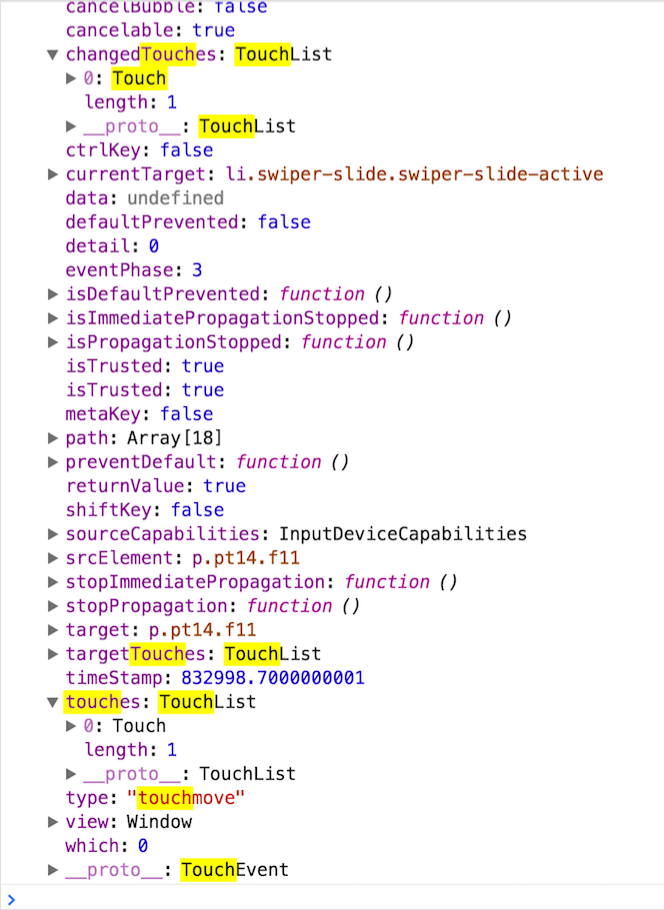 cancelBubble: false
cancelable: true
▼ changedTouches: TouchList
▶ 0: Touch
length: 1
▶ __proto__: TouchList
ctrlKey: false
▶ currentTarget: li.swiper-slide.swiper-slide-active
data: undefined
defaultPrevented: false
detail: 0
eventPhase: 3
▶ isDefaultPrevented: function ()
▶ isImmediatePropagationStopped: function ()
▶ isPropagationStopped: function ()
isTrusted: true
isTrusted: true
metaKey: false
▶ path: Array[18]
▶ preventDefault: function ()
returnValue: true
shiftKey: false
▶ sourceCapabilities: InputDeviceCapabilities
▶ srcElement: p.pt14.f11
▶ stopImmediatePropagation: function ()
▶ stopPropagation: function ()
▶ target: p.pt14.f11
▶ targetTouches: TouchList
timeStamp: 832998.7000000001
▼ touches: TouchList
▶ 0: Touch
length: 1
▶ __proto__: TouchList
type: "touchmove"
▶ view: Window
which: 0
▶ __proto__: TouchEvent
>